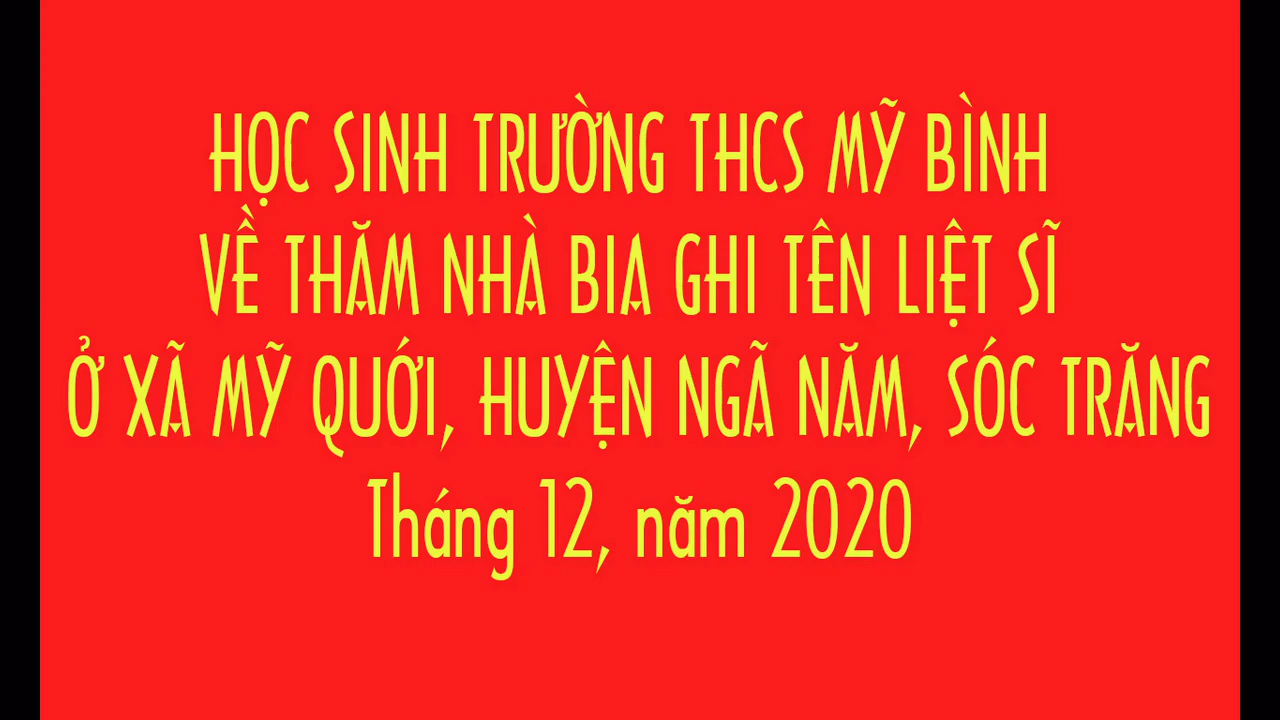 HỌC SINH TRƯỜNG THCS MỸ BÌNH
VỀ THĂM NHÀ BIA GHI TÊN LIỆT SĨ
Ở XÃ MỸ QUỚI, HUYỆN NGÃ NĂM, SÓC TRĂNG
Tháng 12, năm 2020